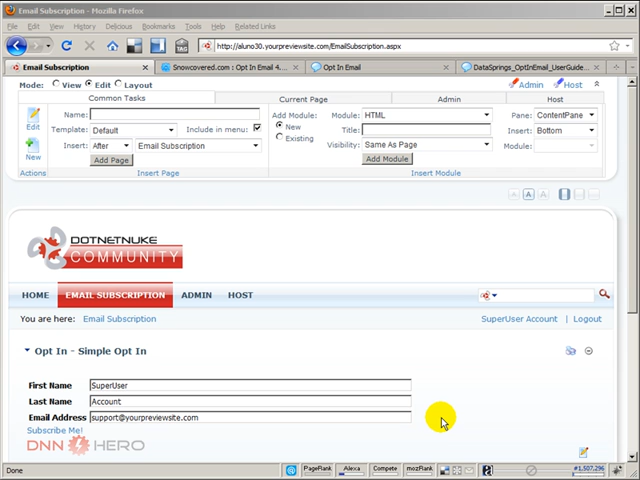 Email Subscription - Mozilla Firefox
File Edit View History Delicious Bookmarks Tools Help Related Links
http://aluno30.yourpreviewsite.com/EmailSubscription.aspx
TAG
Email Subscription
Snowcovered.com : Opt In Email 4....
Opt In Email
DataSprings_OptInEmail_UserGuide...
Mode: View Edit Layout
Admin Host
Common Tasks Current Page Admin Host
Edit
New
Actions
Name:
Template: Default Include in menu:
Insert: After Email Subscription
Add Page
Insert Page
Add Module: Module: HTML Pane: ContentPane
New Title: Insert: Bottom
Existing Visibility: Same As Page Module:
Add Module
Insert Module
A A A
DOTNETNUKE
COMMUNITY
HOME EMAIL SUBSCRIPTION ADMIN HOST
You are here: Email Subscription
SuperUser Account | Logout
Opt In - Simple Opt In
First Name SuperUser
Last Name Account
Email Address support@yourpreviewsite.com
Subscribe Me!
DNN HERO
Done
PageRank Alexa Compete mozRank #1,507,296